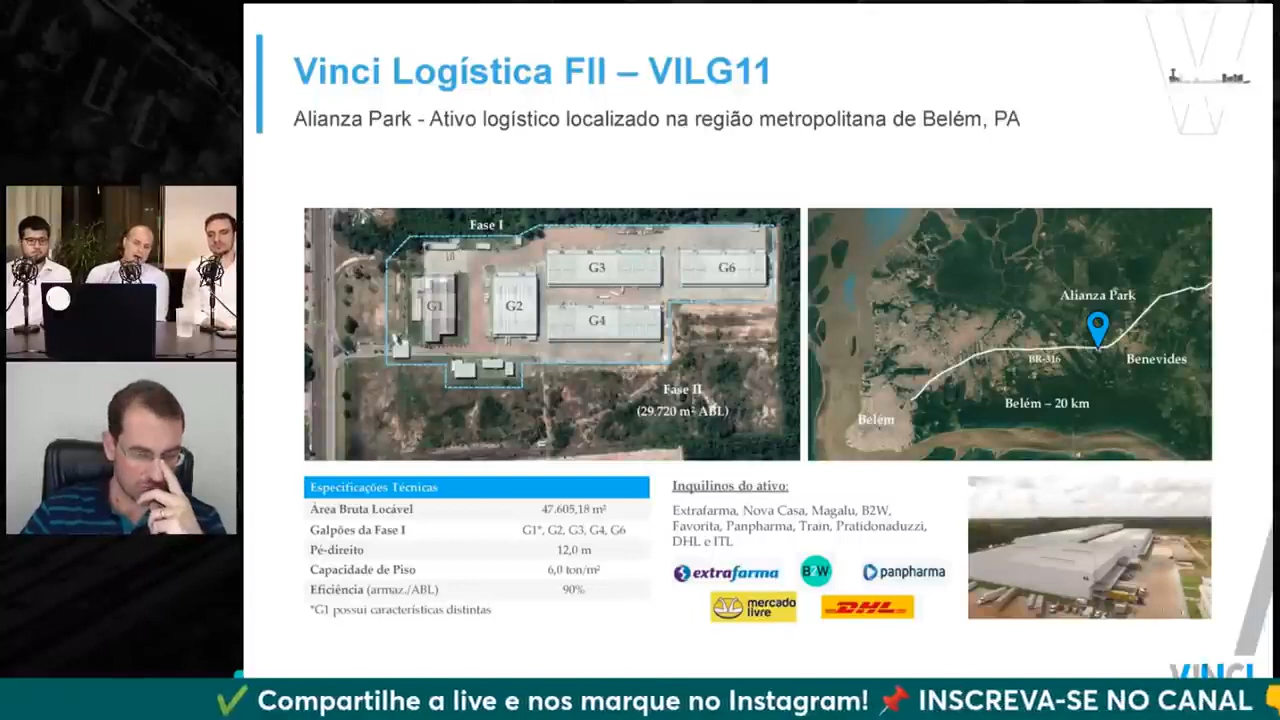 Vinci Logística FII – VILG11
Alianza Park - Ativo logístico localizado na região metropolitana de Belém, PA
Fase I
G1
G2
G3
G4
G6
Fase II
(29.720 m² ABL)
Alianza Park
BR-316
Benevides
Belém – 20 km
Belém
Especificações Técnicas
Área Bruta Locável 47.605,18 m²
Galpões da Fase I G1*, G2, G3, G4, G6
Pé-direito 12,0 m
Capacidade de Piso 6,0 ton/m²
Eficiência (armaz./ABL) 90%
*G1 possui características distintas
Inquilinos do ativo:
Extrafarma, Nova Casa, Magalu, B2W,
Favorita, Panpharma, Train, Pratidonaduzzi,
DHL e ITL
extrafarma
B2W
panpharma
mercado
livre
DHL
VINCI
✔ Compartilhe a live e nos marque no Instagram! 📌 INSCREVA-SE NO CANAL